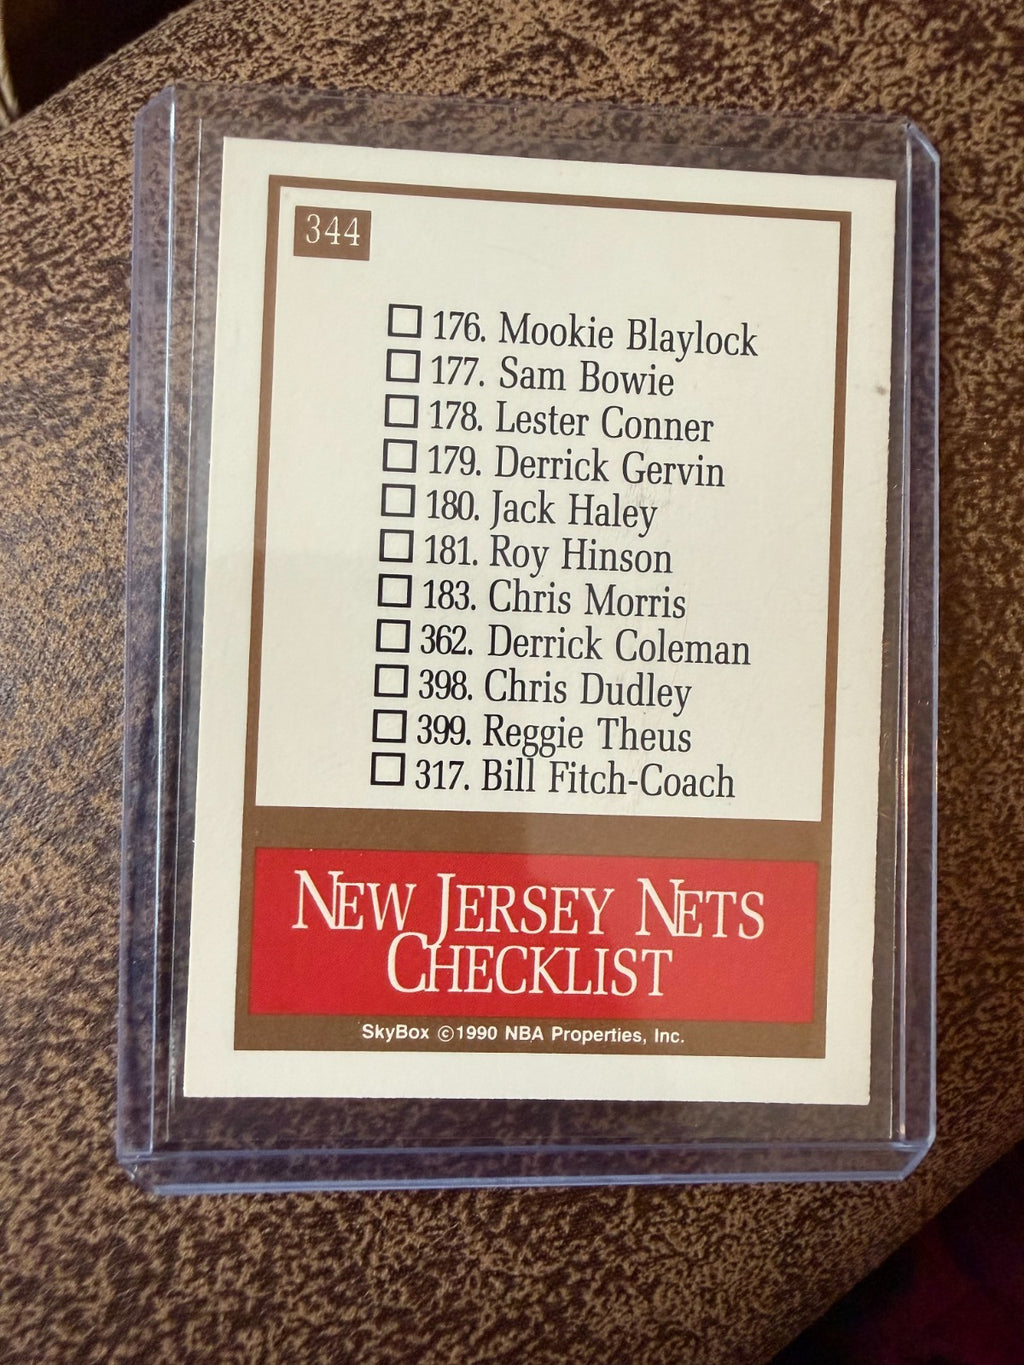 344
176. Mookie Blaylock
177. Sam Bowie
178. Lester Conner
179. Derrick Gervin
180. Jack Haley
181. Roy Hinson
183. Chris Morris
362. Derrick Coleman
398. Chris Dudley
399. Reggie Theus
317. Bill Fitch-Coach
NEW JERSEY NETS
CHECKLIST
SkyBox ©1990 NBA Properties, Inc.